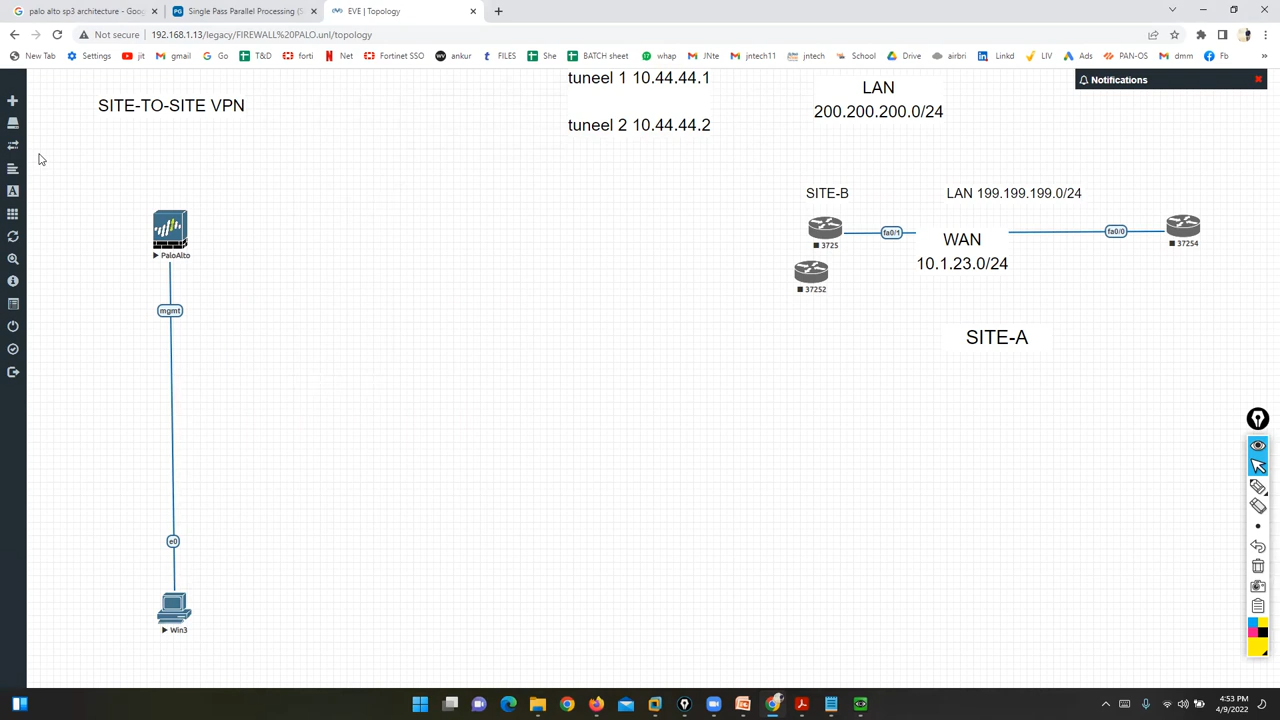 palo alto sp3 architecture - Goog
Single Pass Parallel Processing (S
EVE | Topology
Not secure | 192.168.1.13/legacy/FIREWALL%20PALO.unl/topology
New Tab
Settings
jit
gmail
Go
T&D
forti
Net
Fortinet SSO
ankur
FILES
She
BATCH sheet
whap
JNte
jntech11
jntech
School
Drive
airbri
Linkd
LIV
Ads
PAN-OS
dmm
Fb
»
Notifications
SITE-TO-SITE VPN
tuneel 1 10.44.44.1
tuneel 2 10.44.44.2
LAN
200.200.200.0/24
SITE-B
LAN 199.199.199.0/24
3725
fa0/1
WAN
10.1.23.0/24
fa0/0
37254
37252
SITE-A
PaloAlto
mgmt
e0
Win3
4:53 PM
4/9/2022